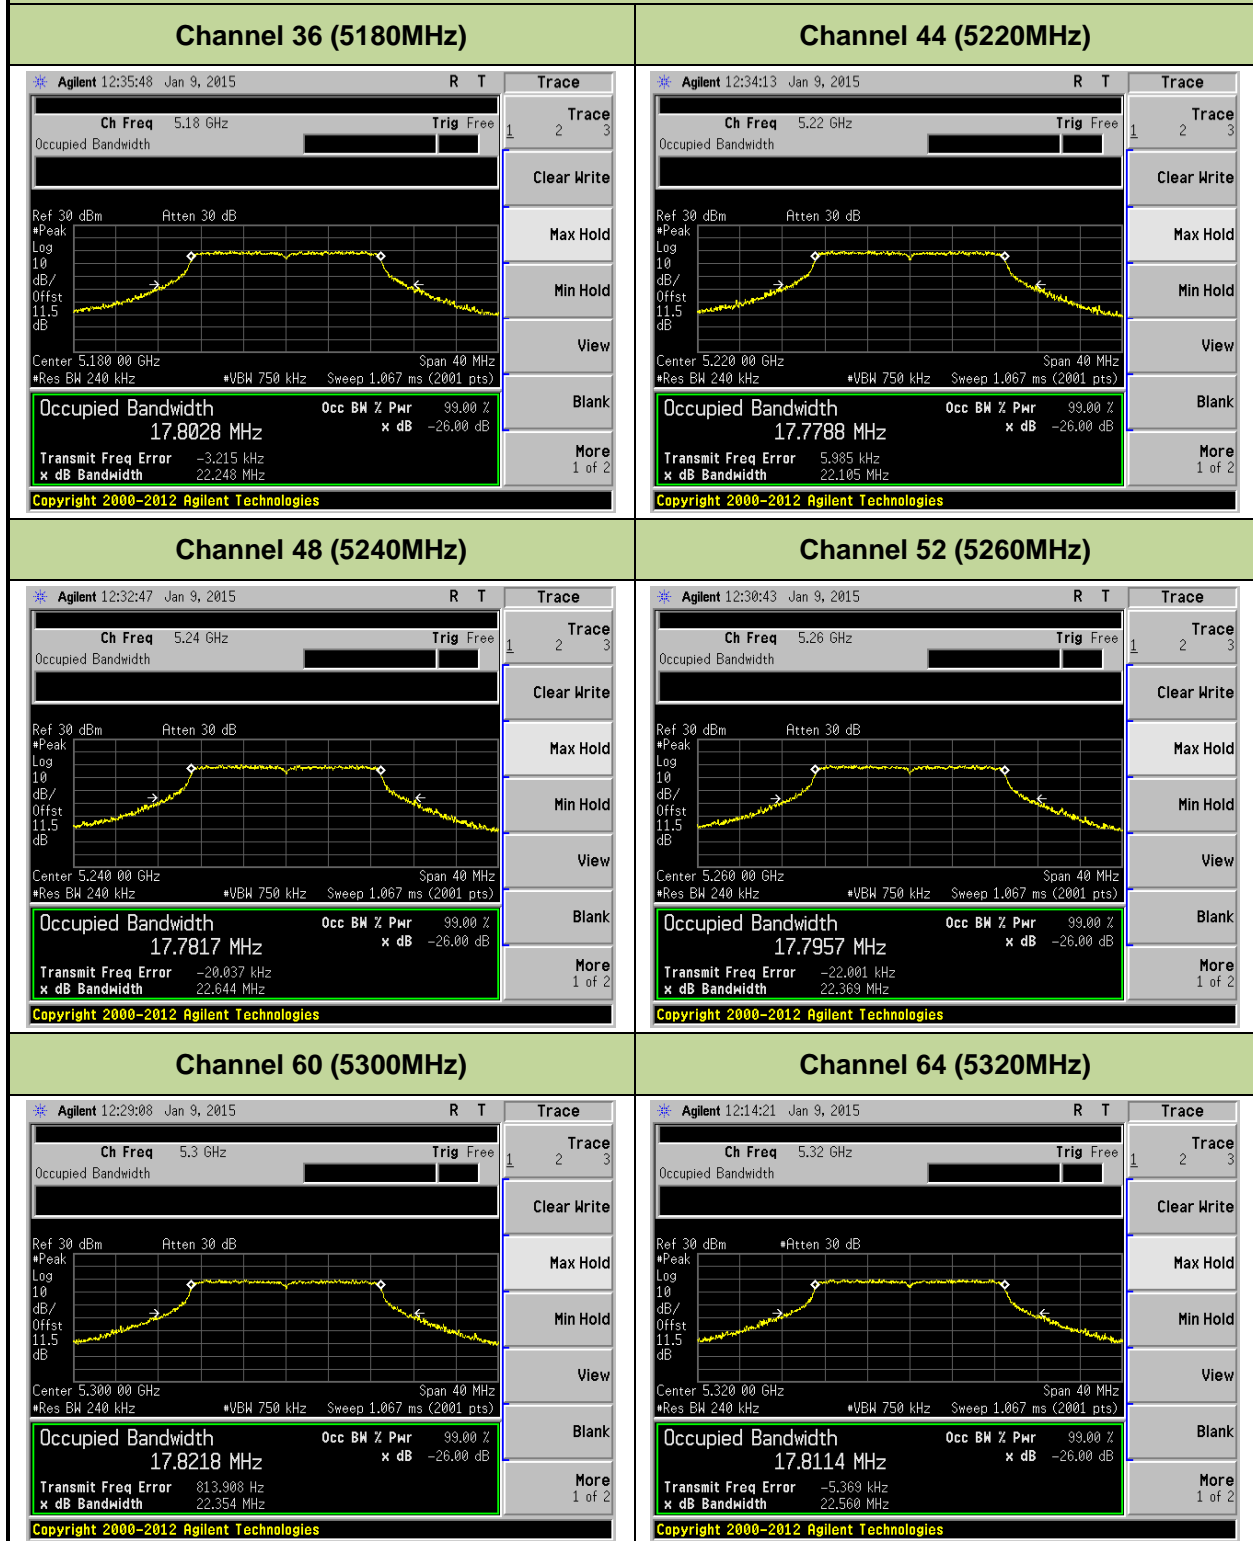 Channel 36 (5180MHz)
Channel 44 (5220MHz)
Agilent 12:35:48 Jan 9, 2015 R T Trace
Ch Freq 5.18 GHz Trig Free
Occupied Bandwidth
Trace
1 2 3
Clear Write
Ref 30 dBm Atten 30 dB
#Peak
Log
10
dB/
Offst
11.5
dB
Max Hold
Min Hold
View
Center 5.180 00 GHz Span 40 MHz
#Res BW 240 kHz #VBW 750 kHz Sweep 1.067 ms (2001 pts)
Occupied Bandwidth Occ BW % Pwr 99.00 %
17.8028 MHz x dB -26.00 dB
Transmit Freq Error -3.215 kHz
x dB Bandwidth 22.248 MHz
Blank
More
1 of 2
Copyright 2000-2012 Agilent Technologies
Agilent 12:34:13 Jan 9, 2015 R T Trace
Ch Freq 5.22 GHz Trig Free
Occupied Bandwidth
Trace
1 2 3
Clear Write
Ref 30 dBm Atten 30 dB
#Peak
Log
10
dB/
Offst
11.5
dB
Max Hold
Min Hold
View
Center 5.220 00 GHz Span 40 MHz
#Res BW 240 kHz #VBW 750 kHz Sweep 1.067 ms (2001 pts)
Occupied Bandwidth Occ BW % Pwr 99.00 %
17.7788 MHz x dB -26.00 dB
Transmit Freq Error 5.985 kHz
x dB Bandwidth 22.105 MHz
Blank
More
1 of 2
Copyright 2000-2012 Agilent Technologies
Channel 48 (5240MHz)
Channel 52 (5260MHz)
Agilent 12:32:47 Jan 9, 2015 R T Trace
Ch Freq 5.24 GHz Trig Free
Occupied Bandwidth
Trace
1 2 3
Clear Write
Ref 30 dBm Atten 30 dB
#Peak
Log
10
dB/
Offst
11.5
dB
Max Hold
Min Hold
View
Center 5.240 00 GHz Span 40 MHz
#Res BW 240 kHz #VBW 750 kHz Sweep 1.067 ms (2001 pts)
Occupied Bandwidth Occ BW % Pwr 99.00 %
17.7817 MHz x dB -26.00 dB
Transmit Freq Error -20.037 kHz
x dB Bandwidth 22.644 MHz
Blank
More
1 of 2
Copyright 2000-2012 Agilent Technologies
Agilent 12:30:43 Jan 9, 2015 R T Trace
Ch Freq 5.26 GHz Trig Free
Occupied Bandwidth
Trace
1 2 3
Clear Write
Ref 30 dBm Atten 30 dB
#Peak
Log
10
dB/
Offst
11.5
dB
Max Hold
Min Hold
View
Center 5.260 00 GHz Span 40 MHz
#Res BW 240 kHz #VBW 750 kHz Sweep 1.067 ms (2001 pts)
Occupied Bandwidth Occ BW % Pwr 99.00 %
17.7957 MHz x dB -26.00 dB
Transmit Freq Error -22.001 kHz
x dB Bandwidth 22.369 MHz
Blank
More
1 of 2
Copyright 2000-2012 Agilent Technologies
Channel 60 (5300MHz)
Channel 64 (5320MHz)
Agilent 12:29:08 Jan 9, 2015 R T Trace
Ch Freq 5.3 GHz Trig Free
Occupied Bandwidth
Trace
1 2 3
Clear Write
Ref 30 dBm Atten 30 dB
#Peak
Log
10
dB/
Offst
11.5
dB
Max Hold
Min Hold
View
Center 5.300 00 GHz Span 40 MHz
#Res BW 240 kHz #VBW 750 kHz Sweep 1.067 ms (2001 pts)
Occupied Bandwidth Occ BW % Pwr 99.00 %
17.8218 MHz x dB -26.00 dB
Transmit Freq Error 813.908 Hz
x dB Bandwidth 22.354 MHz
Blank
More
1 of 2
Copyright 2000-2012 Agilent Technologies
Agilent 12:14:21 Jan 9, 2015 R T Trace
Ch Freq 5.32 GHz Trig Free
Occupied Bandwidth
Trace
1 2 3
Clear Write
Ref 30 dBm #Atten 30 dB
#Peak
Log
10
dB/
Offst
11.5
dB
Max Hold
Min Hold
View
Center 5.320 00 GHz Span 40 MHz
#Res BW 240 kHz #VBW 750 kHz Sweep 1.067 ms (2001 pts)
Occupied Bandwidth Occ BW % Pwr 99.00 %
17.8114 MHz x dB -26.00 dB
Transmit Freq Error -5.369 kHz
x dB Bandwidth 22.560 MHz
Blank
More
1 of 2
Copyright 2000-2012 Agilent Technologies